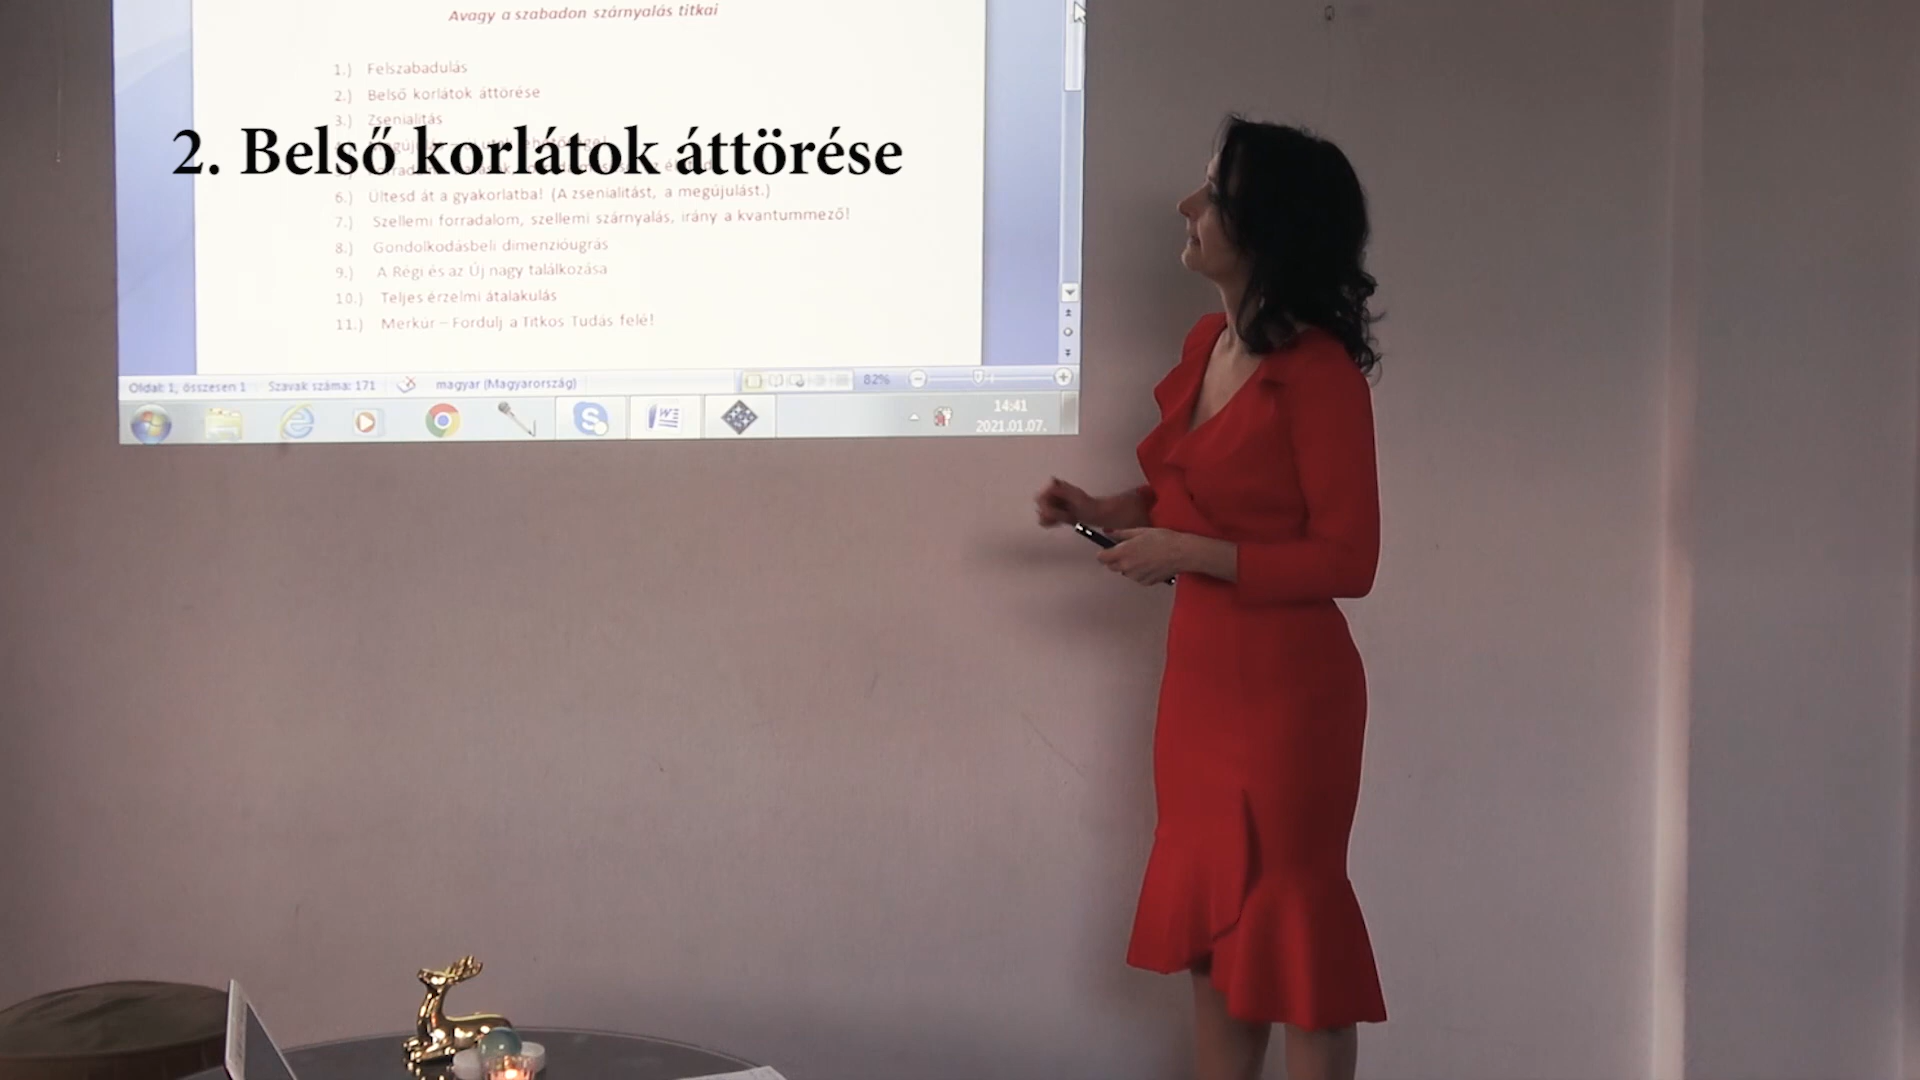 Avagy a szabadon szárnyalás titkai
1.) Felszabadulás
2.) Belső korlátok áttörése
3.) Zsenialitás
2. Belső korlátok áttörése
6.) Ültesd át a gyakorlatba! (A zsenialitást, a megújulást.)
7.) Szellemi forradalom, szellemi szárnyalás, irány a kvantummező!
8.) Gondolkodásbeli dimenzióugrás
9.) A Régi és az Új nagy találkozása
10.) Teljes érzelmi átalakulás
11.) Merkúr – Fordulj a Titkos Tudás felé!
Oldal: 1, összesen 1 Szavak száma: 171 magyar (Magyarország) 82%
14:41
2021.01.07.